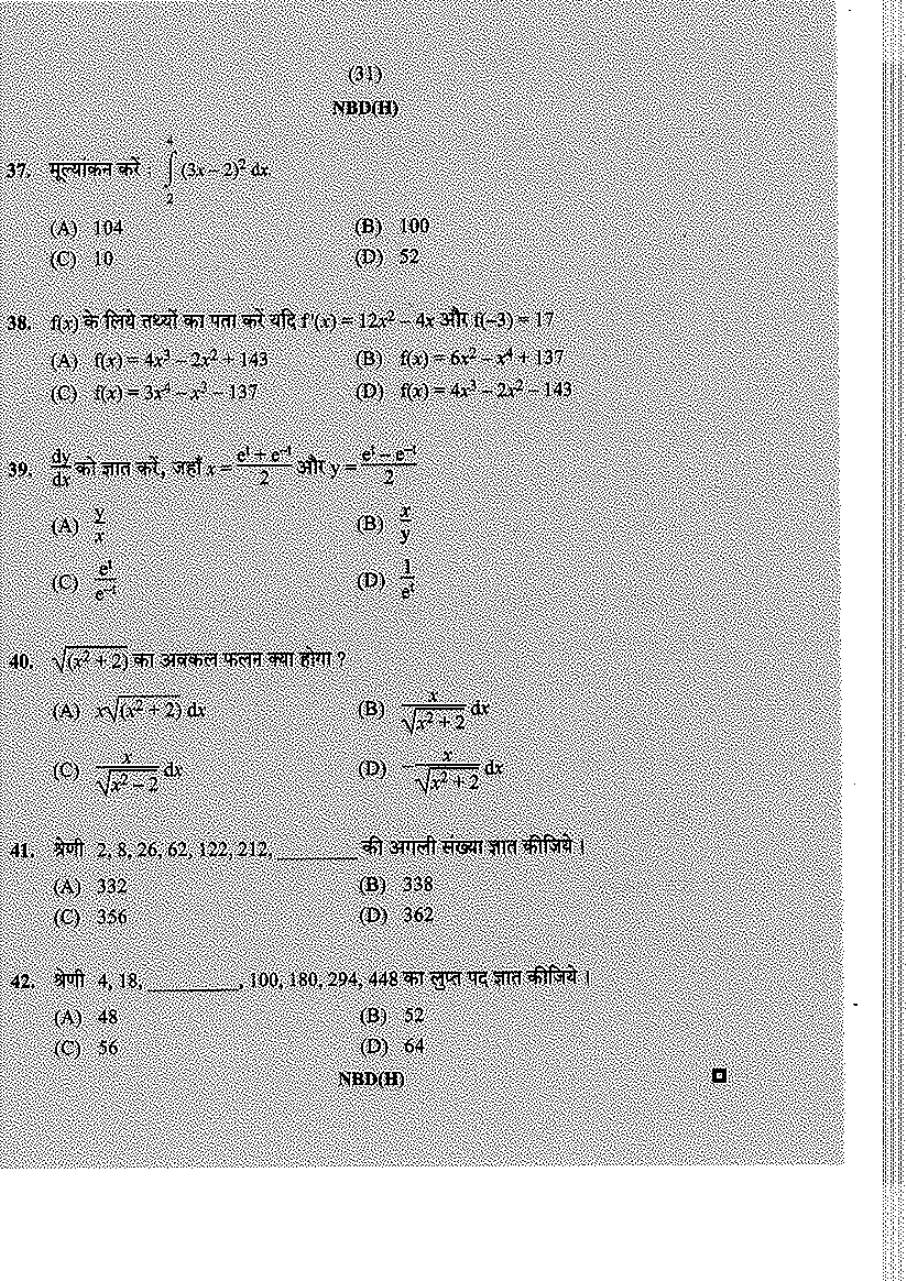 (31)
NBD(H)
37. मूल्यांकन करें : ∫₂⁴ (3x – 2)² dx.
(A) 104 (B) 100
(C) 10 (D) 52
38. f(x) के लिये तथ्यों का पता करें यदि f'(x) = 12x² – 4x और f(–3) = 17
(A) f(x) = 4x³ – 2x² + 143 (B) f(x) = 6x² – x⁴ + 137
(C) f(x) = 3x⁴ – x³ – 137 (D) f(x) = 4x³ – 2x² – 143
39. dy/dx को ज्ञात करें, जहाँ x = (eᵗ + e⁻ᵗ)/2 और y = (eᵗ – e⁻ᵗ)/2
(A) y/x (B) x/y
(C) eᵗ/e⁻ᵗ (D) 1/eᵗ
40. √(x² + 2) का अवकल फलन क्या होगा ?
(A) x√(x² + 2) dx (B) x/√(x² + 2) dx
(C) x/√(x² – 2) dx (D) –x/√(x² + 2) dx
41. श्रेणी 2, 8, 26, 62, 122, 212, ________ की अगली संख्या ज्ञात कीजिये ।
(A) 332 (B) 338
(C) 356 (D) 362
42. श्रेणी 4, 18, _________, 100, 180, 294, 448 का लुप्त पद ज्ञात कीजिये ।
(A) 48 (B) 52
(C) 56 (D) 64
NBD(H)